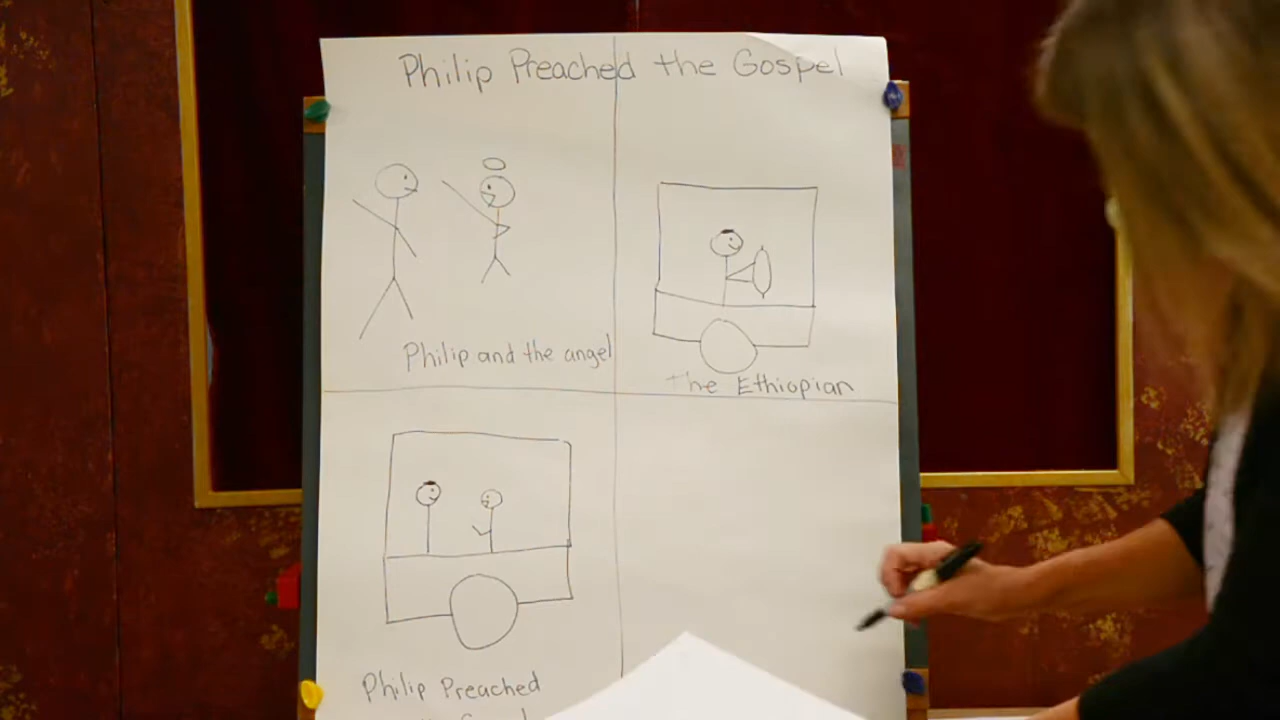 Philip Preached the Gospel
Philip and the angel
The Ethiopian
Philip Preached